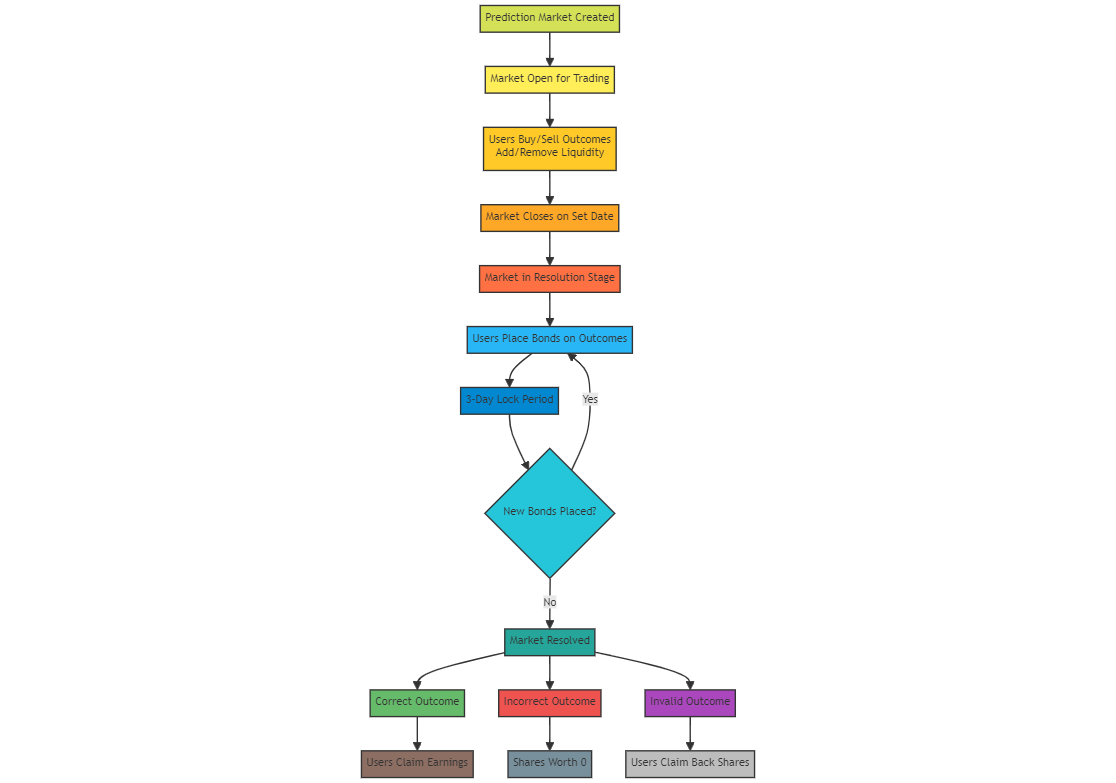 Prediction Market Created
Market Open for Trading
Users Buy/Sell Outcomes
Add/Remove Liquidity
Market Closes on Set Date
Market in Resolution Stage
Users Place Bonds on Outcomes
3-Day Lock Period
Yes
New Bonds Placed?
No
Market Resolved
Correct Outcome
Incorrect Outcome
Invalid Outcome
Users Claim Earnings
Shares Worth 0
Users Claim Back Shares